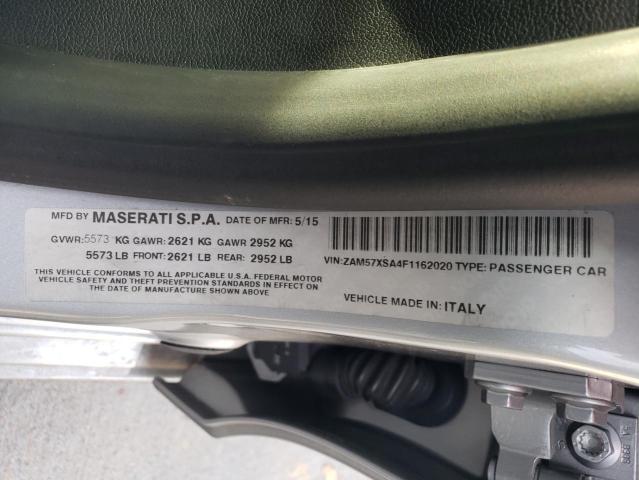 MFD BY MASERATI S.P.A. DATE OF MFR: 5/15
GVWR:5573 KG GAWR: 2621 KG GAWR 2952 KG
5573 LB FRONT: 2621 LB REAR: 2952 LB
THIS VEHICLE CONFORMS TO ALL APPLICABLE U.S.A. FEDERAL MOTOR
VEHICLE SAFETY AND THEFT PREVENTION STANDARDS IN EFFECT ON
THE DATE OF MANUFACTURE SHOWN ABOVE
VIN:ZAM57XSA4F1162020 TYPE: PASSENGER CAR
VEHICLE MADE IN: ITALY